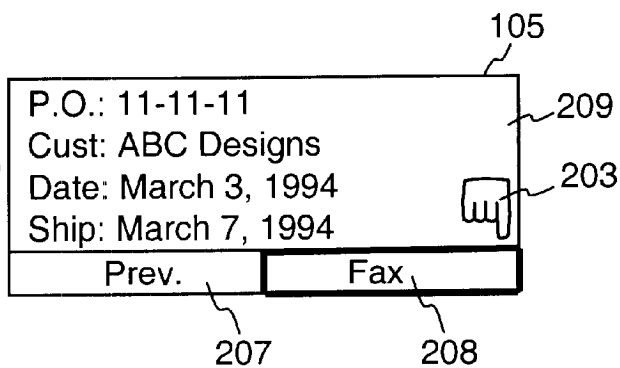 105
P.O.: 11-11-11
209
Cust: ABC Designs
Date: March 3, 1994
203
Ship: March 7, 1994
Prev. Fax
207 208